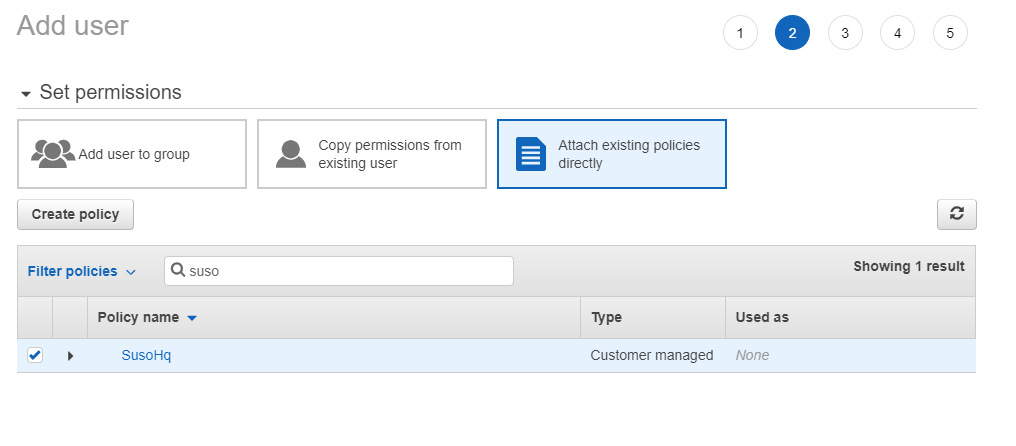 Add user
1 2 3 4 5
Set permissions
Add user to group
Copy permissions from
existing user
Attach existing policies
directly
Create policy
Filter policies
suso
Showing 1 result
Policy name
Type
Used as
SusoHq
Customer managed
None